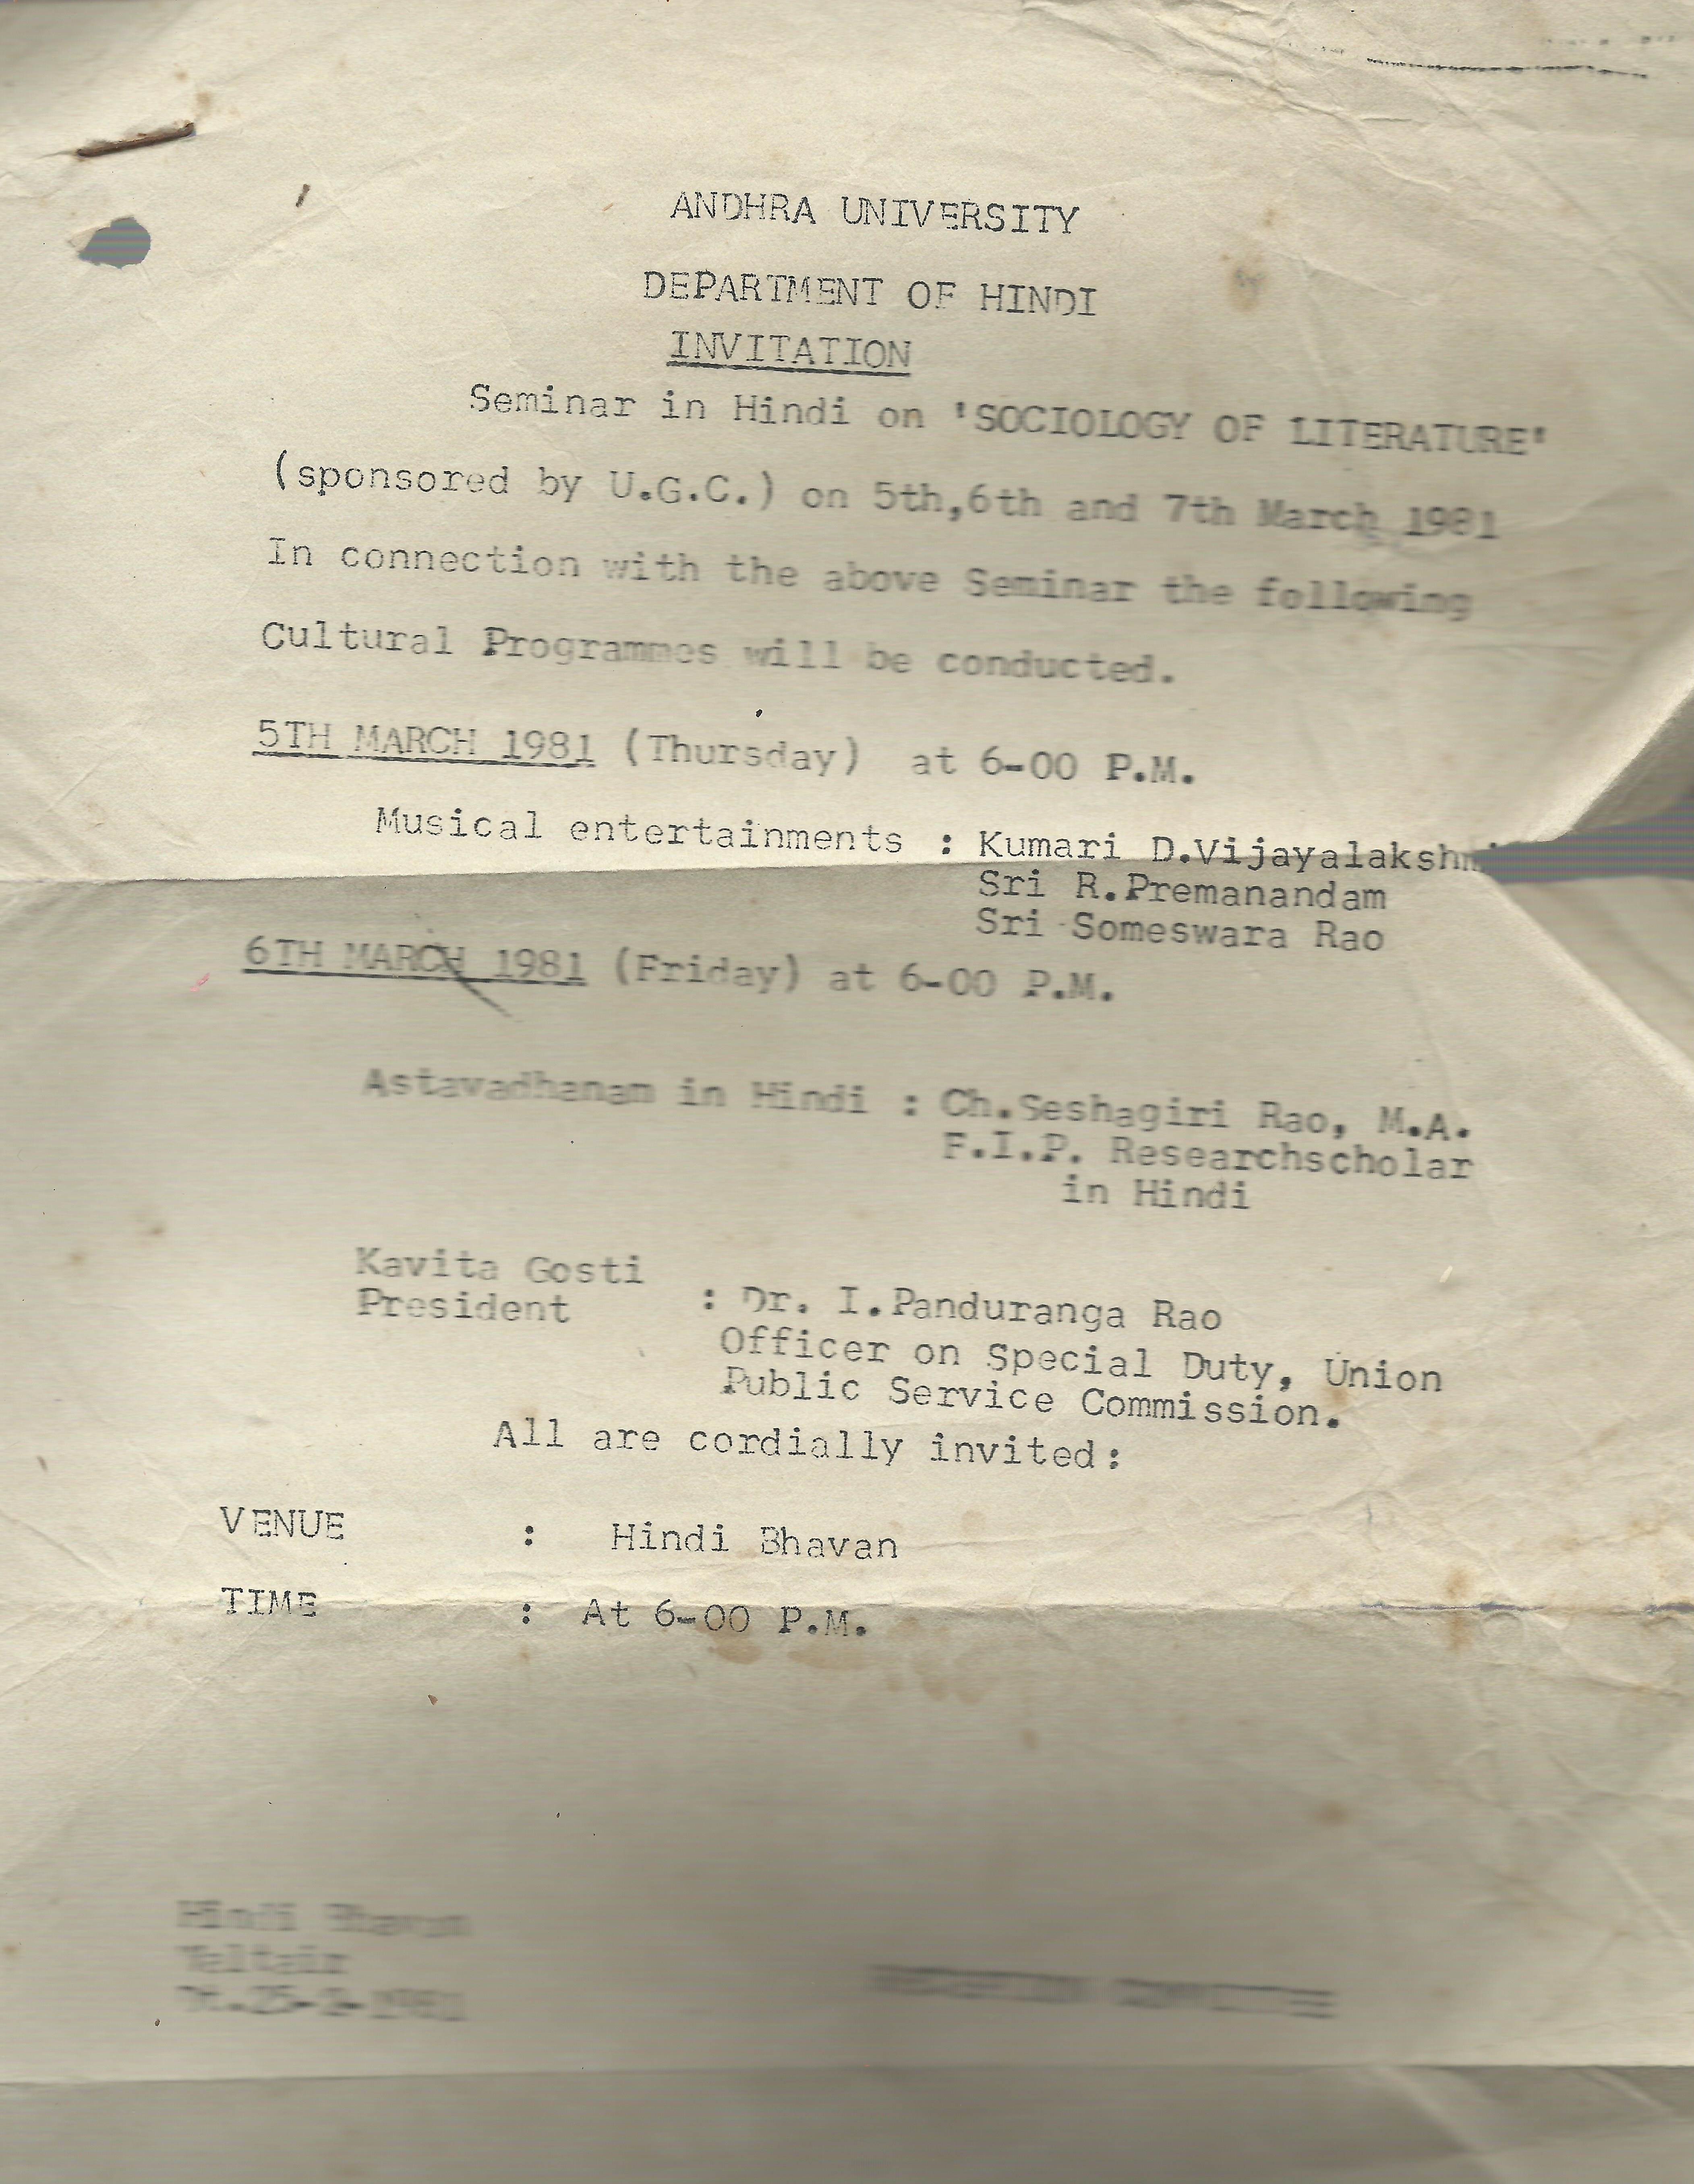 ANDHRA UNIVERSITY
DEPARTMENT OF HINDI
INVITATION
Seminar in Hindi on 'SOCIOLOGY OF LITERATURE'
(sponsored by U.G.C.) on 5th,6th and 7th March 1981
In connection with the above Seminar the following
Cultural Programmes will be conducted.
5TH MARCH 1981 (Thursday) at 6-00 P.M.
Musical entertainments : Kumari D.Vijayalakshmi
Sri R.Premanandam
Sri Someswara Rao
6TH MARCH 1981 (Friday) at 6-00 P.M.
Astavadhanam in Hindi : Ch.Seshagiri Rao, M.A.
F.I.P. Researchscholar
in Hindi
Kavita Gosti
President : Dr. I.Panduranga Rao
Officer on Special Duty, Union
Public Service Commission.
All are cordially invited:
VENUE : Hindi Bhavan
TIME : At 6-00 P.M.
Hindi Bhavan
Waltair
Dt.25-2-1981
RECEPTION COMMITTEE